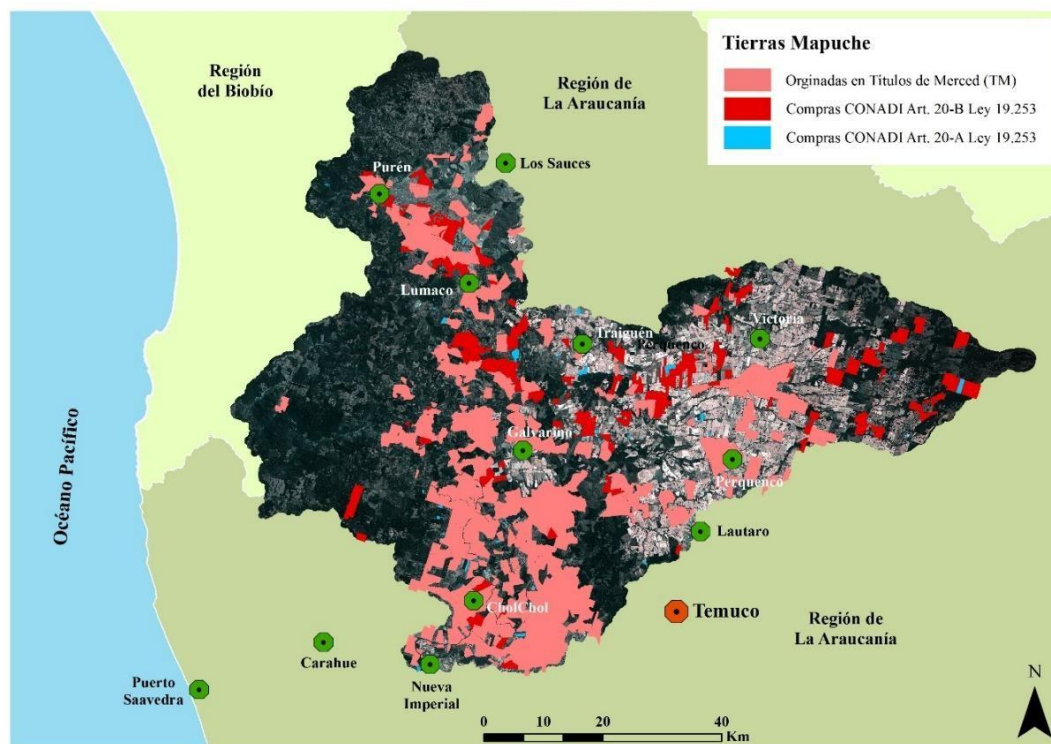 Tierras Mapuche
Orginadas en Títulos de Merced (TM)
Compras CONADI Art. 20-B Ley 19,253
Compras CONADI Art. 20-A Ley 19,253
Región
del Biobío
Región de
La Araucanía
Purén
Los Sauces
Lumaco
Traiguén
Perquenco
Victoria
Galvarino
Perquenco
Lautaro
CholChol
Temuco
Región de
La Araucanía
Carahue
Nueva
Imperial
Puerto
Saavedra
Océano Pacífico
N
0 10 20 40
Km